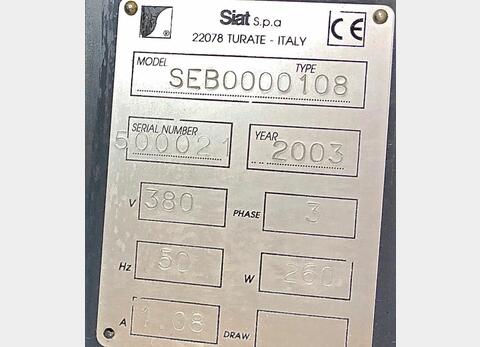 Siat S.p.a
22078 TURATE - ITALY
CE
®
MODEL TYPE
SEB0000108
SERIAL NUMBER YEAR
500021 2003
V 380 PHASE 3
Hz 50 W 260
A 1.08 DRAW